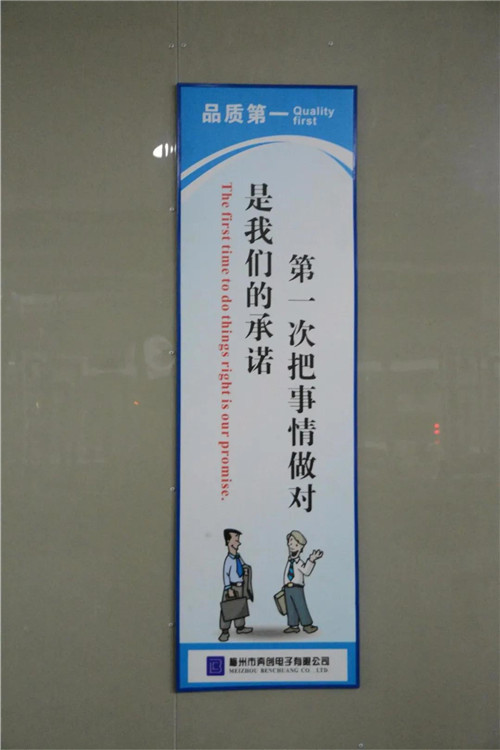 品质第一
Quality
first
第一次把事情做对
是我们的承诺
The first time to do things right is our promise.
梅州市奔创电子有限公司
MEIZHOU BENCHUANG CO. LTD.